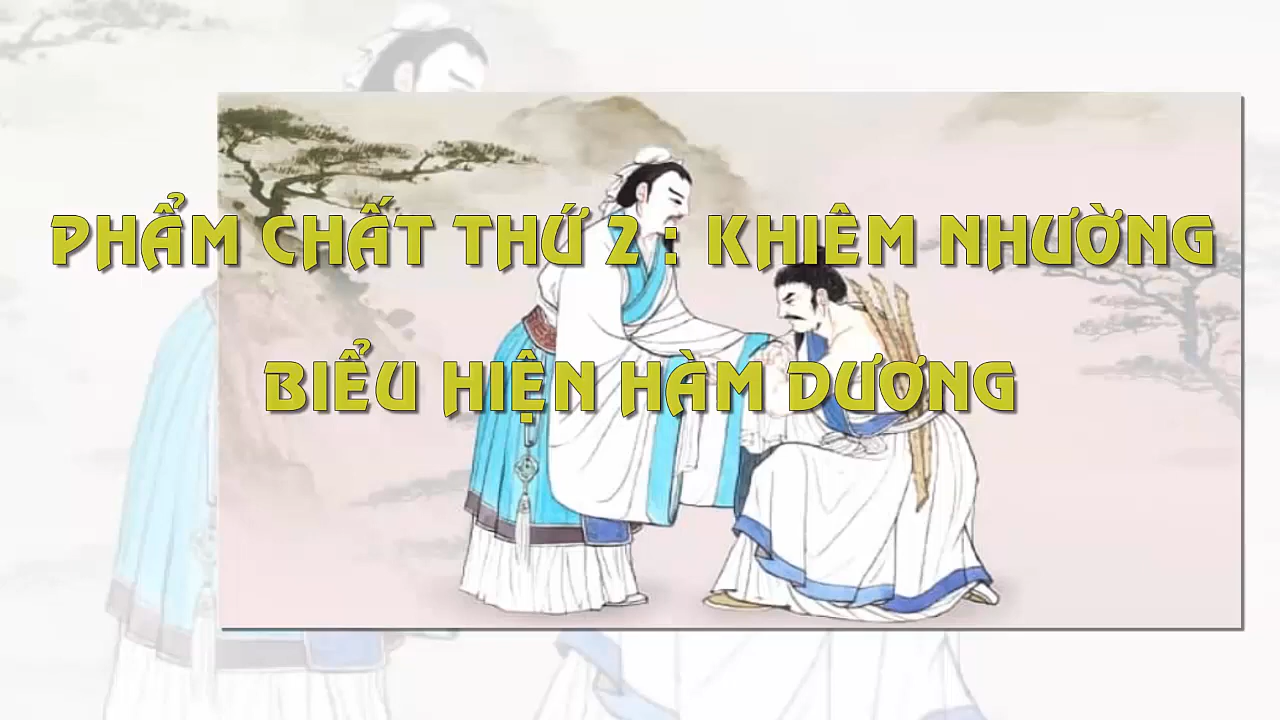 PHẨM CHẤT THỨ 2 : KHIÊM NHƯỜNG
BIỂU HIỆN HÀM DƯƠNG